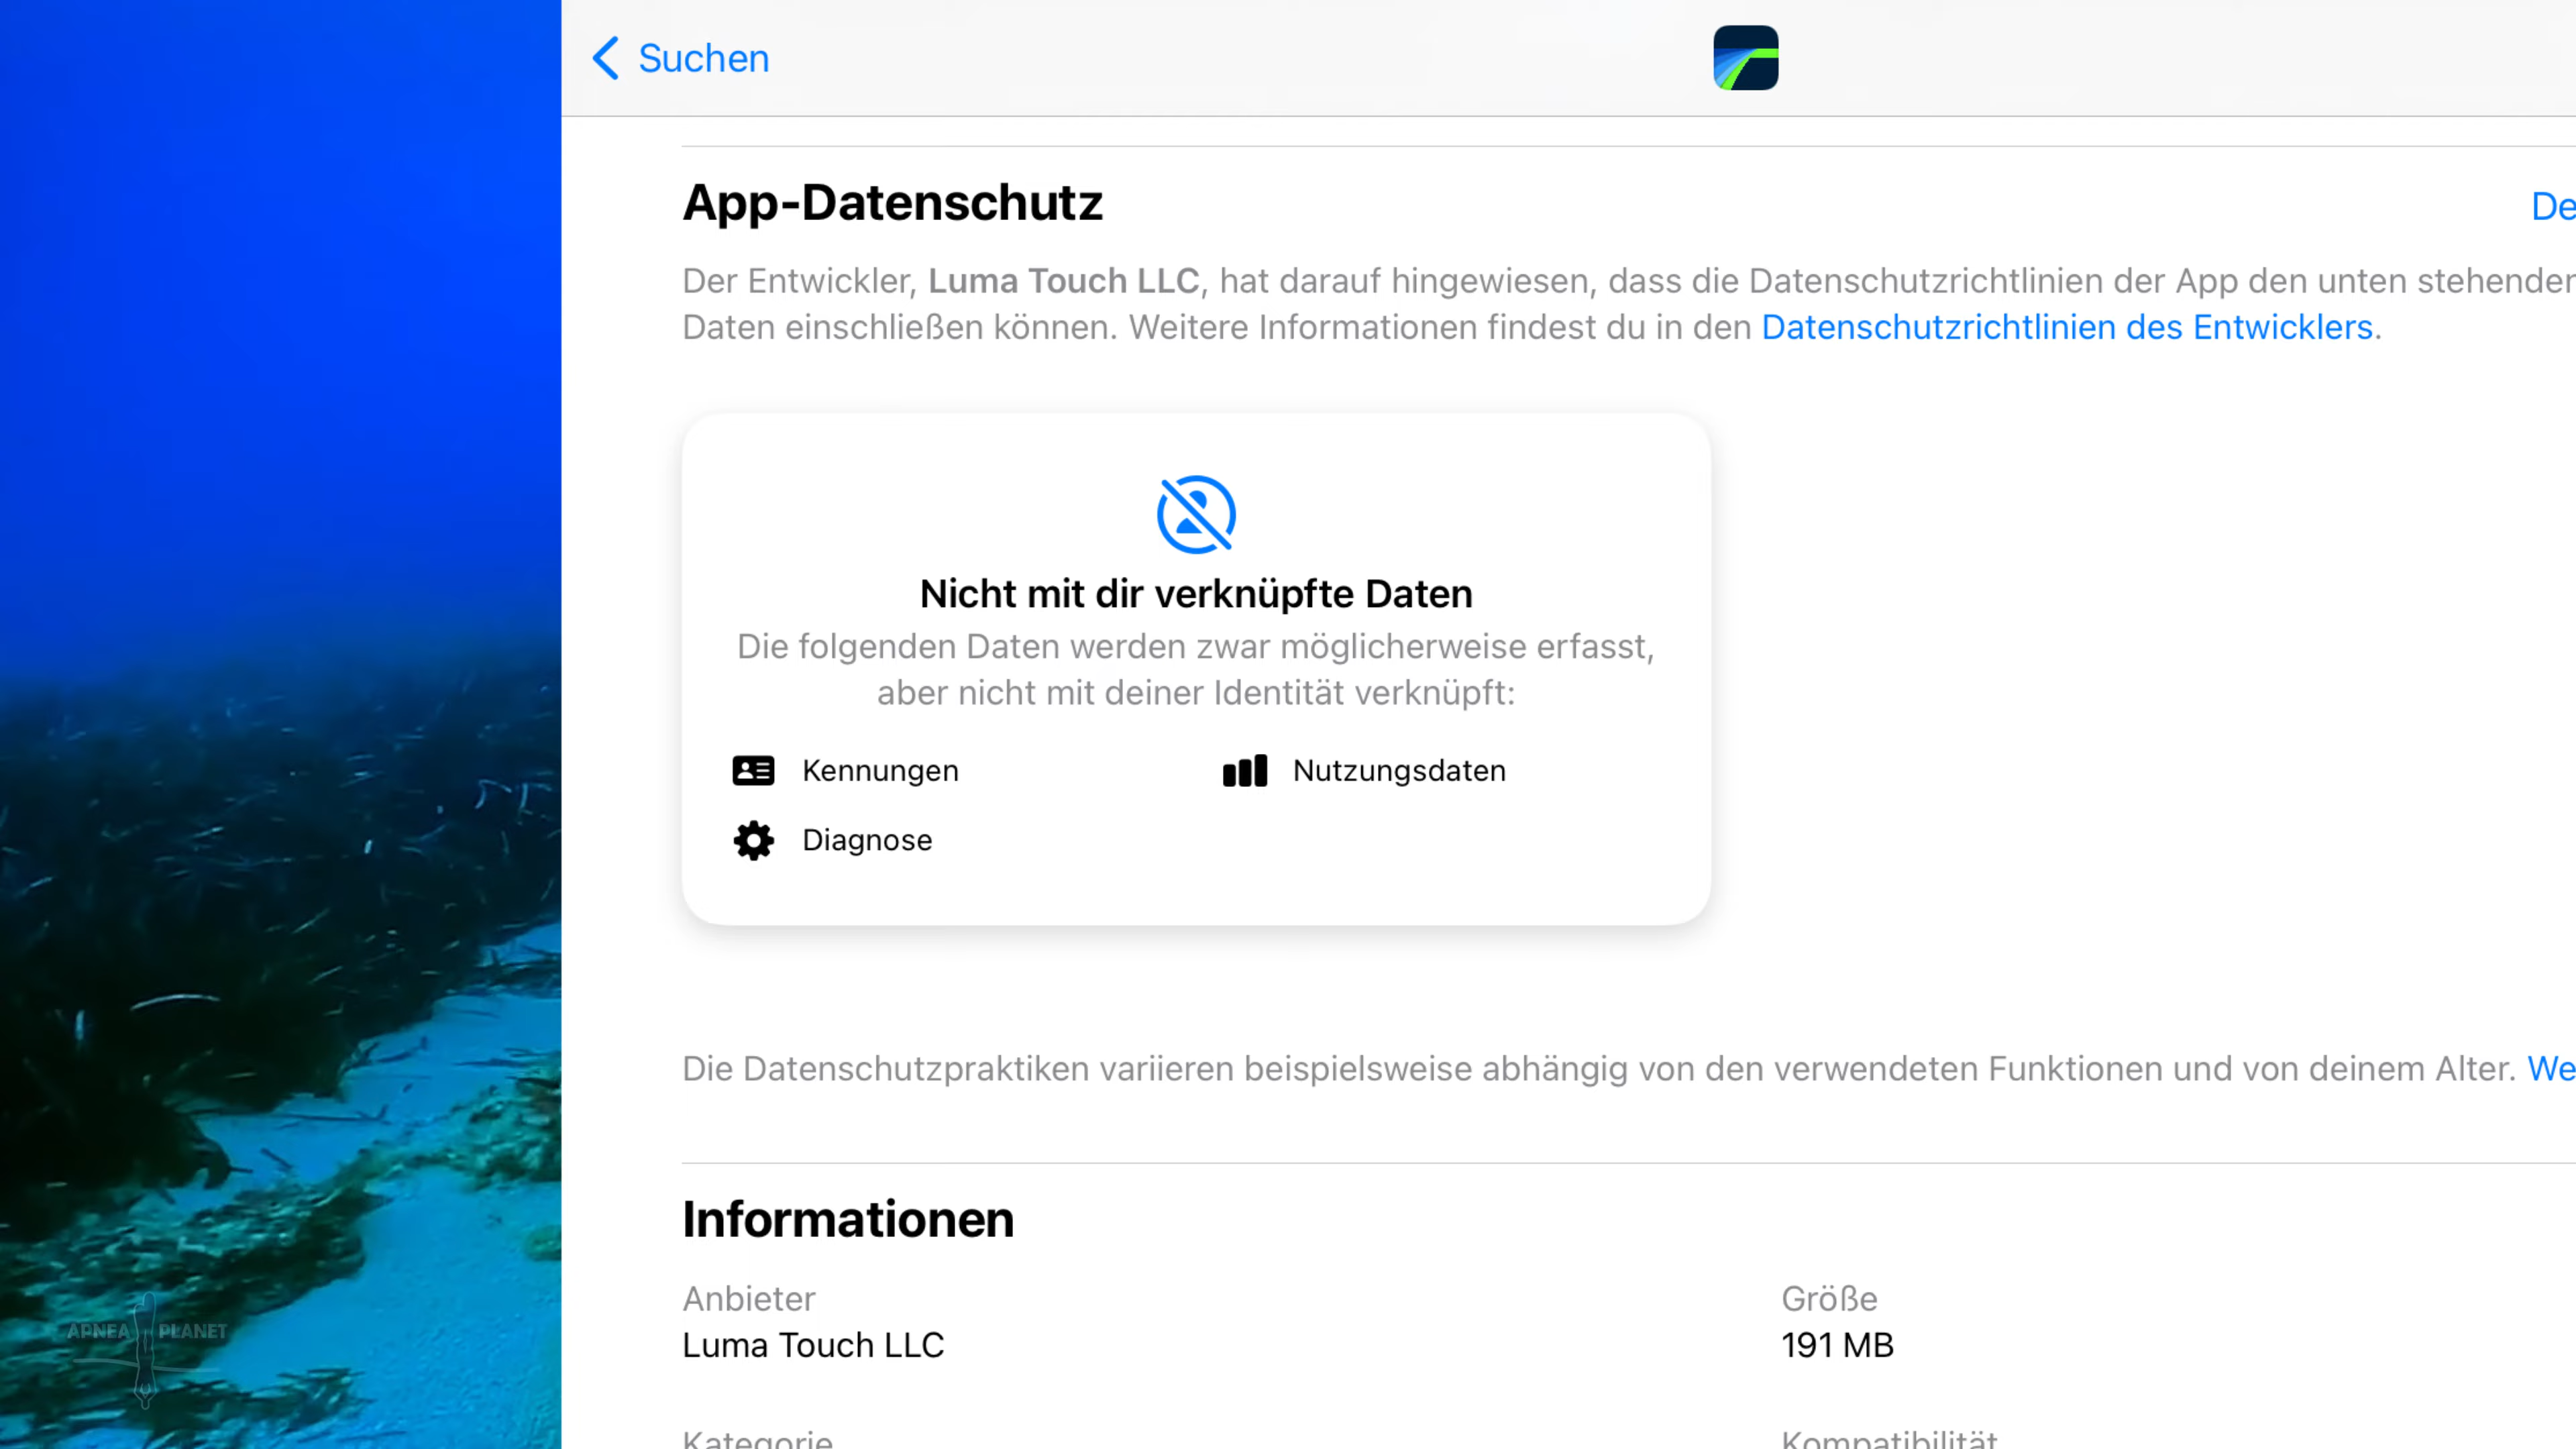 Suchen
App-Datenschutz
De
Der Entwickler, Luma Touch LLC, hat darauf hingewiesen, dass die Datenschutzrichtlinien der App den unten stehenden
Daten einschließen können. Weitere Informationen findest du in den Datenschutzrichtlinien des Entwicklers.
Nicht mit dir verknüpfte Daten
Die folgenden Daten werden zwar möglicherweise erfasst,
aber nicht mit deiner Identität verknüpft:
Kennungen
Nutzungsdaten
Diagnose
Die Datenschutzpraktiken variieren beispielsweise abhängig von den verwendeten Funktionen und von deinem Alter. We
Informationen
Anbieter
Luma Touch LLC
Größe
191 MB
Kategorie
Kompatibilität
APNEA PLANET